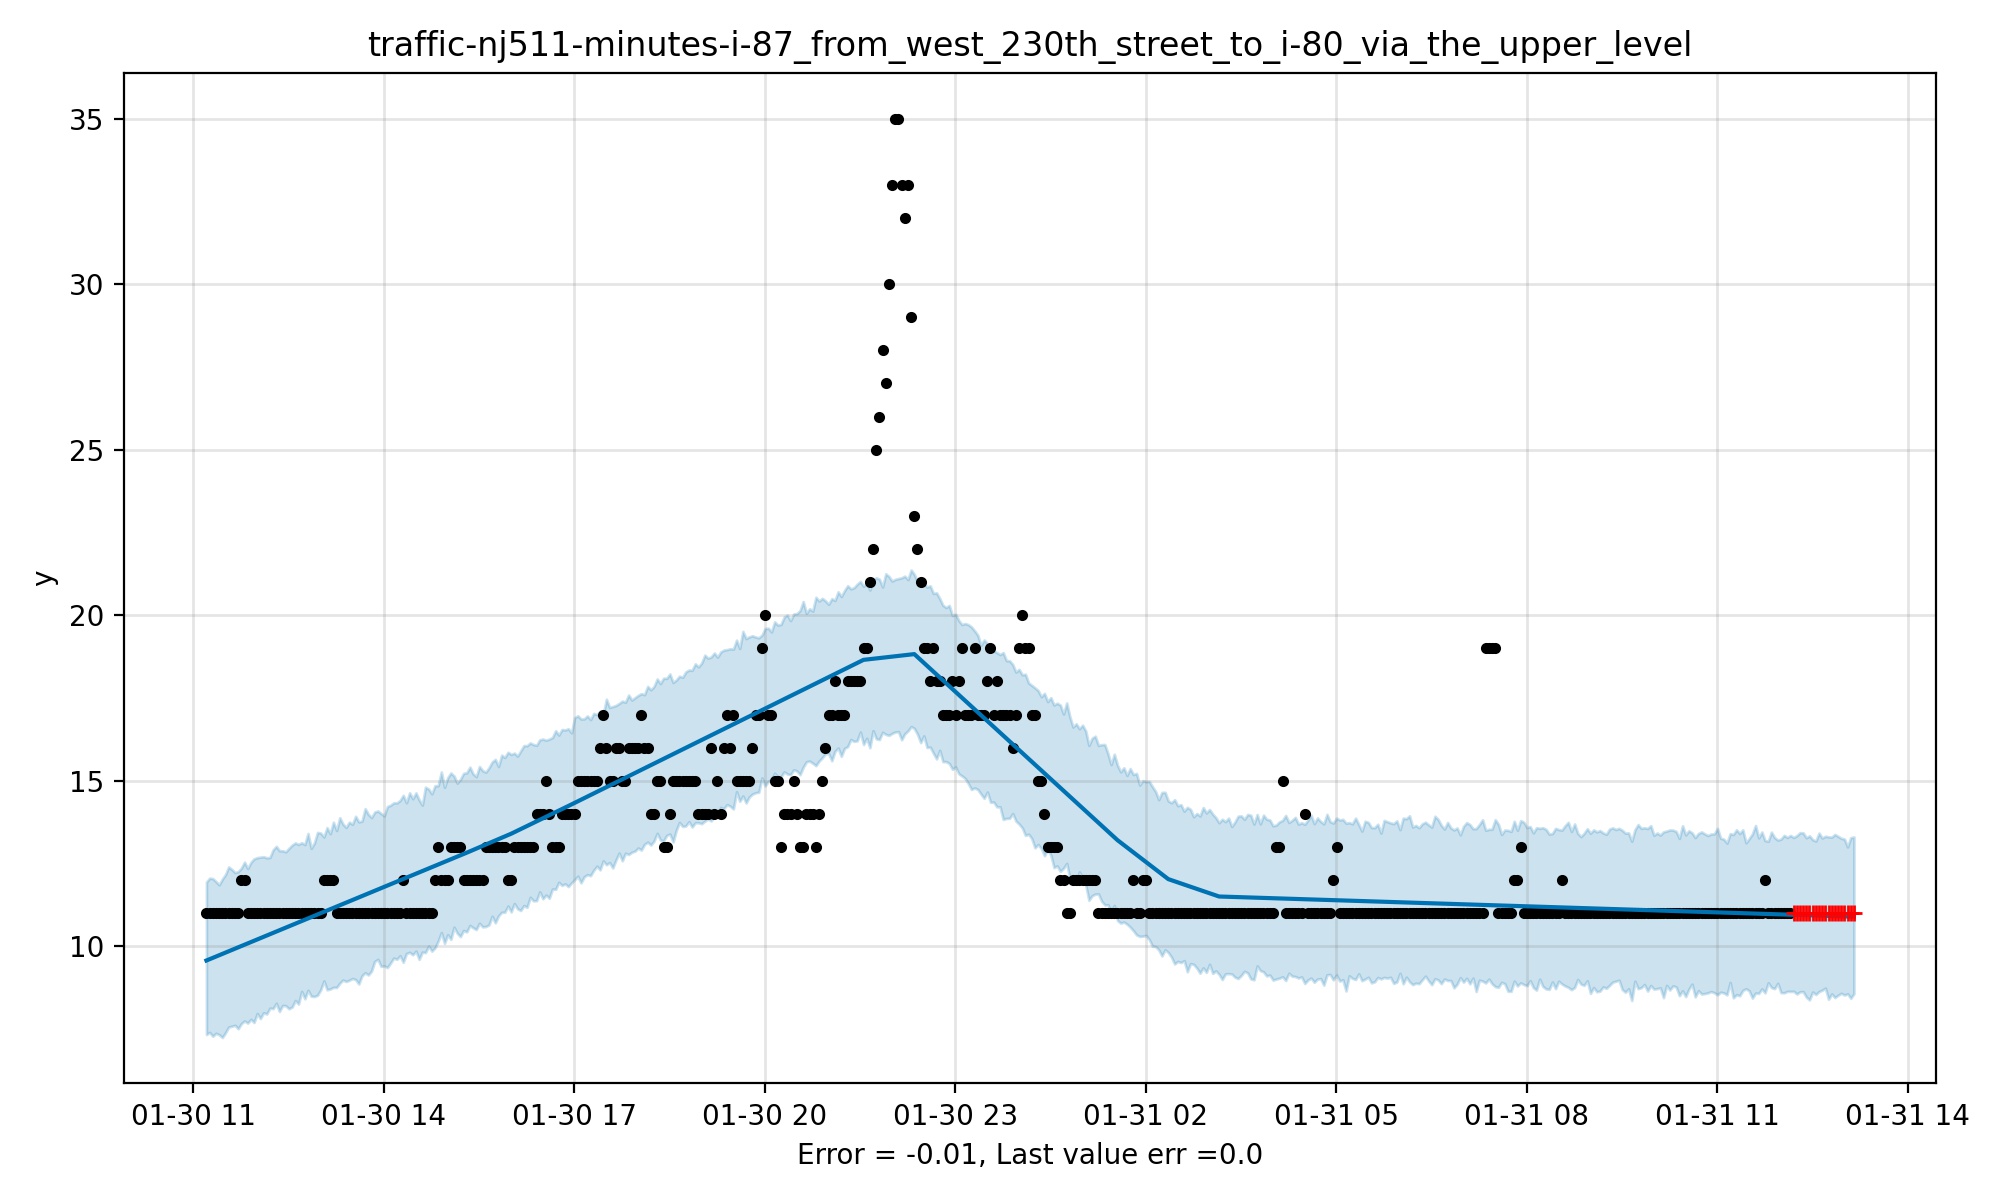 traffic-nj511-minutes-i-87_from_west_230th_street_to_i-80_via_the_upper_level
35
30
25
20
15
10
y
01-30 11 01-30 14 01-30 17 01-30 20 01-30 23 01-31 02 01-31 05 01-31 08 01-31 11 01-31 14
Error = -0.01, Last value err =0.0